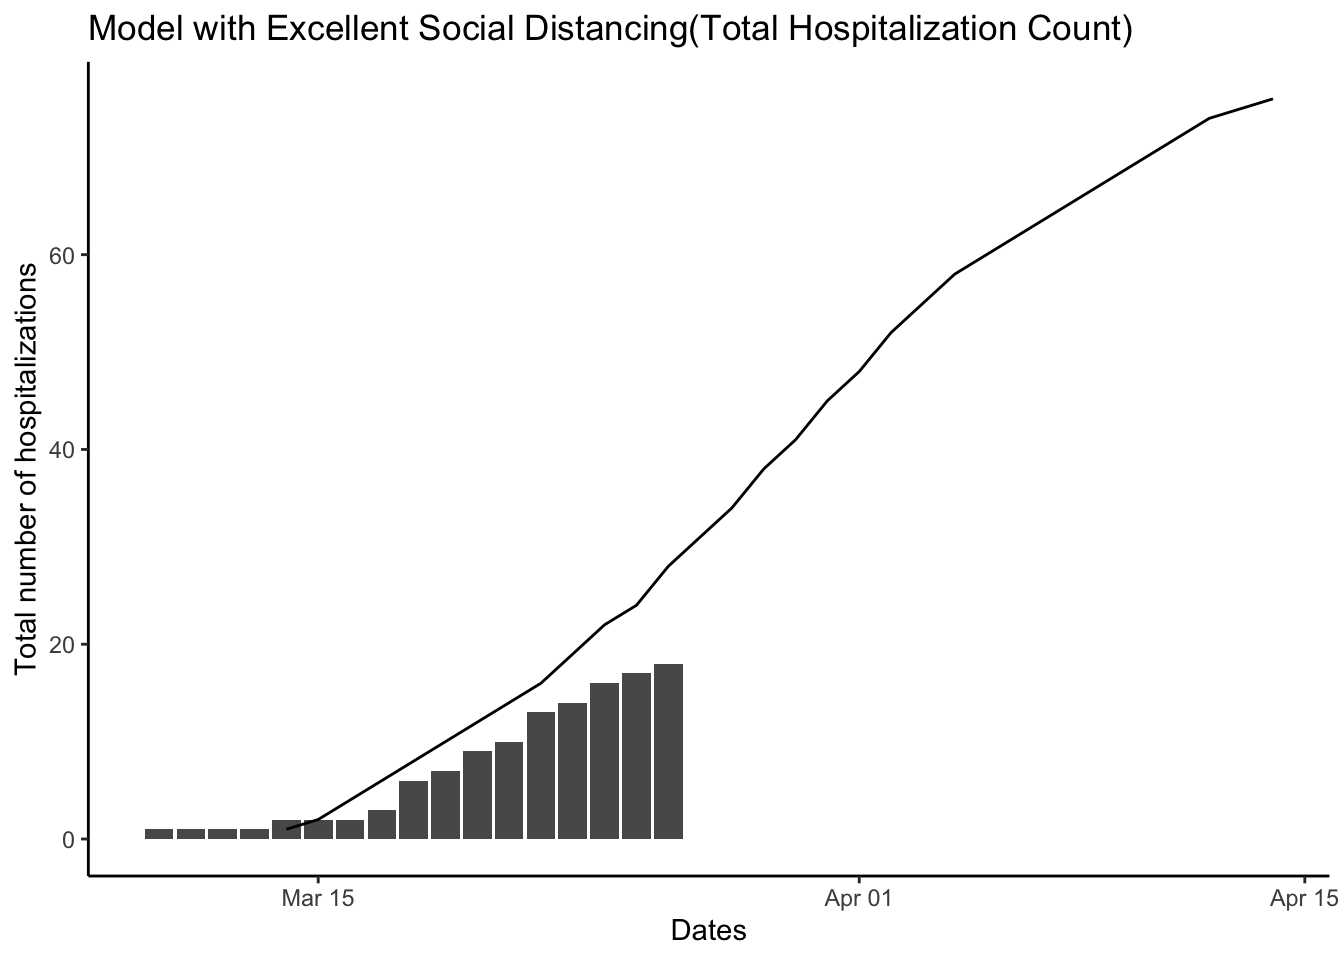 Model with Excellent Social Distancing(Total Hospitalization Count)
Total number of hospitalizations
60
40
20
0
Mar 15
Apr 01
Apr 15
Dates